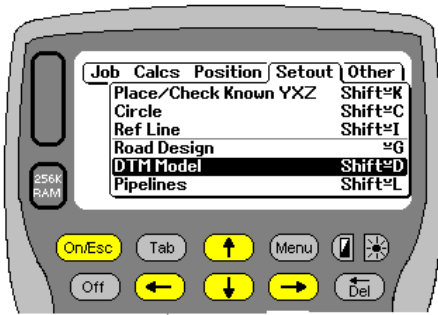 Job Calcs Position Setout Other
Place/Check Known YXZ Shift⌣K
Circle Shift⌣C
Ref Line Shift⌣I
Road Design ⌣G
DTM Model Shift⌣D
Pipelines Shift⌣L
256K
RAM
On/Esc Tab ↑ Menu
Off ← ↓ → Del